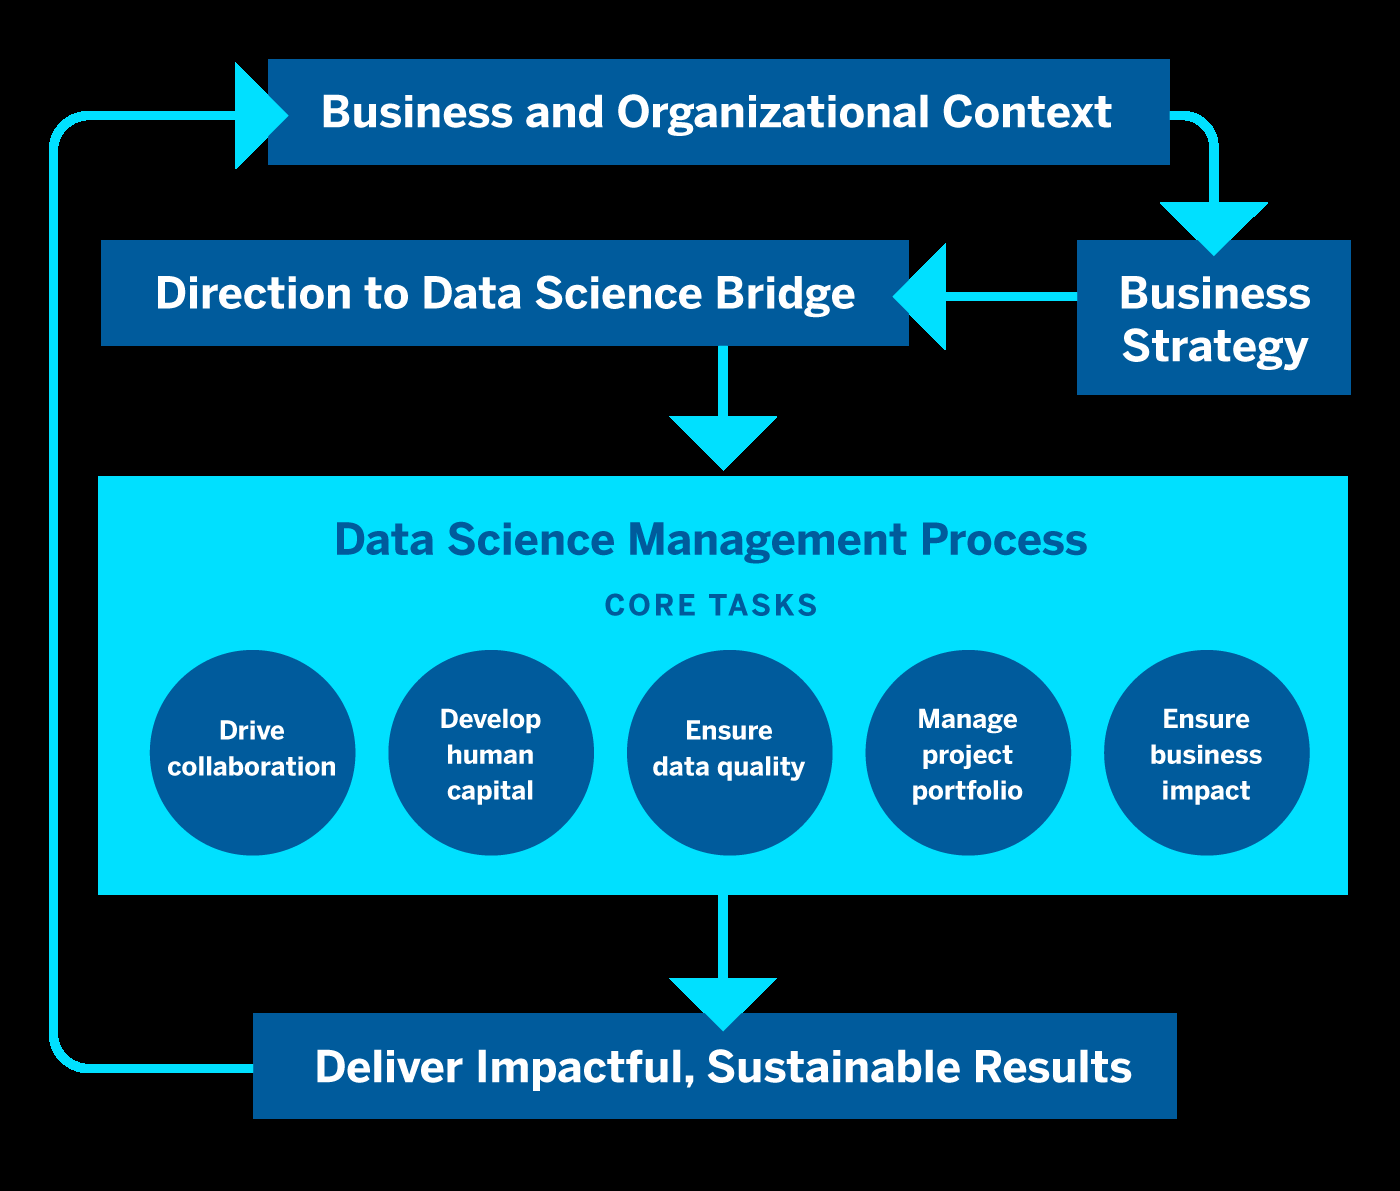 Business and Organizational Context
Direction to Data Science Bridge
Business
Strategy
Data Science Management Process
CORE TASKS
Drive
collaboration
Develop
human
capital
Ensure
data quality
Manage
project
portfolio
Ensure
business
impact
Deliver Impactful, Sustainable Results